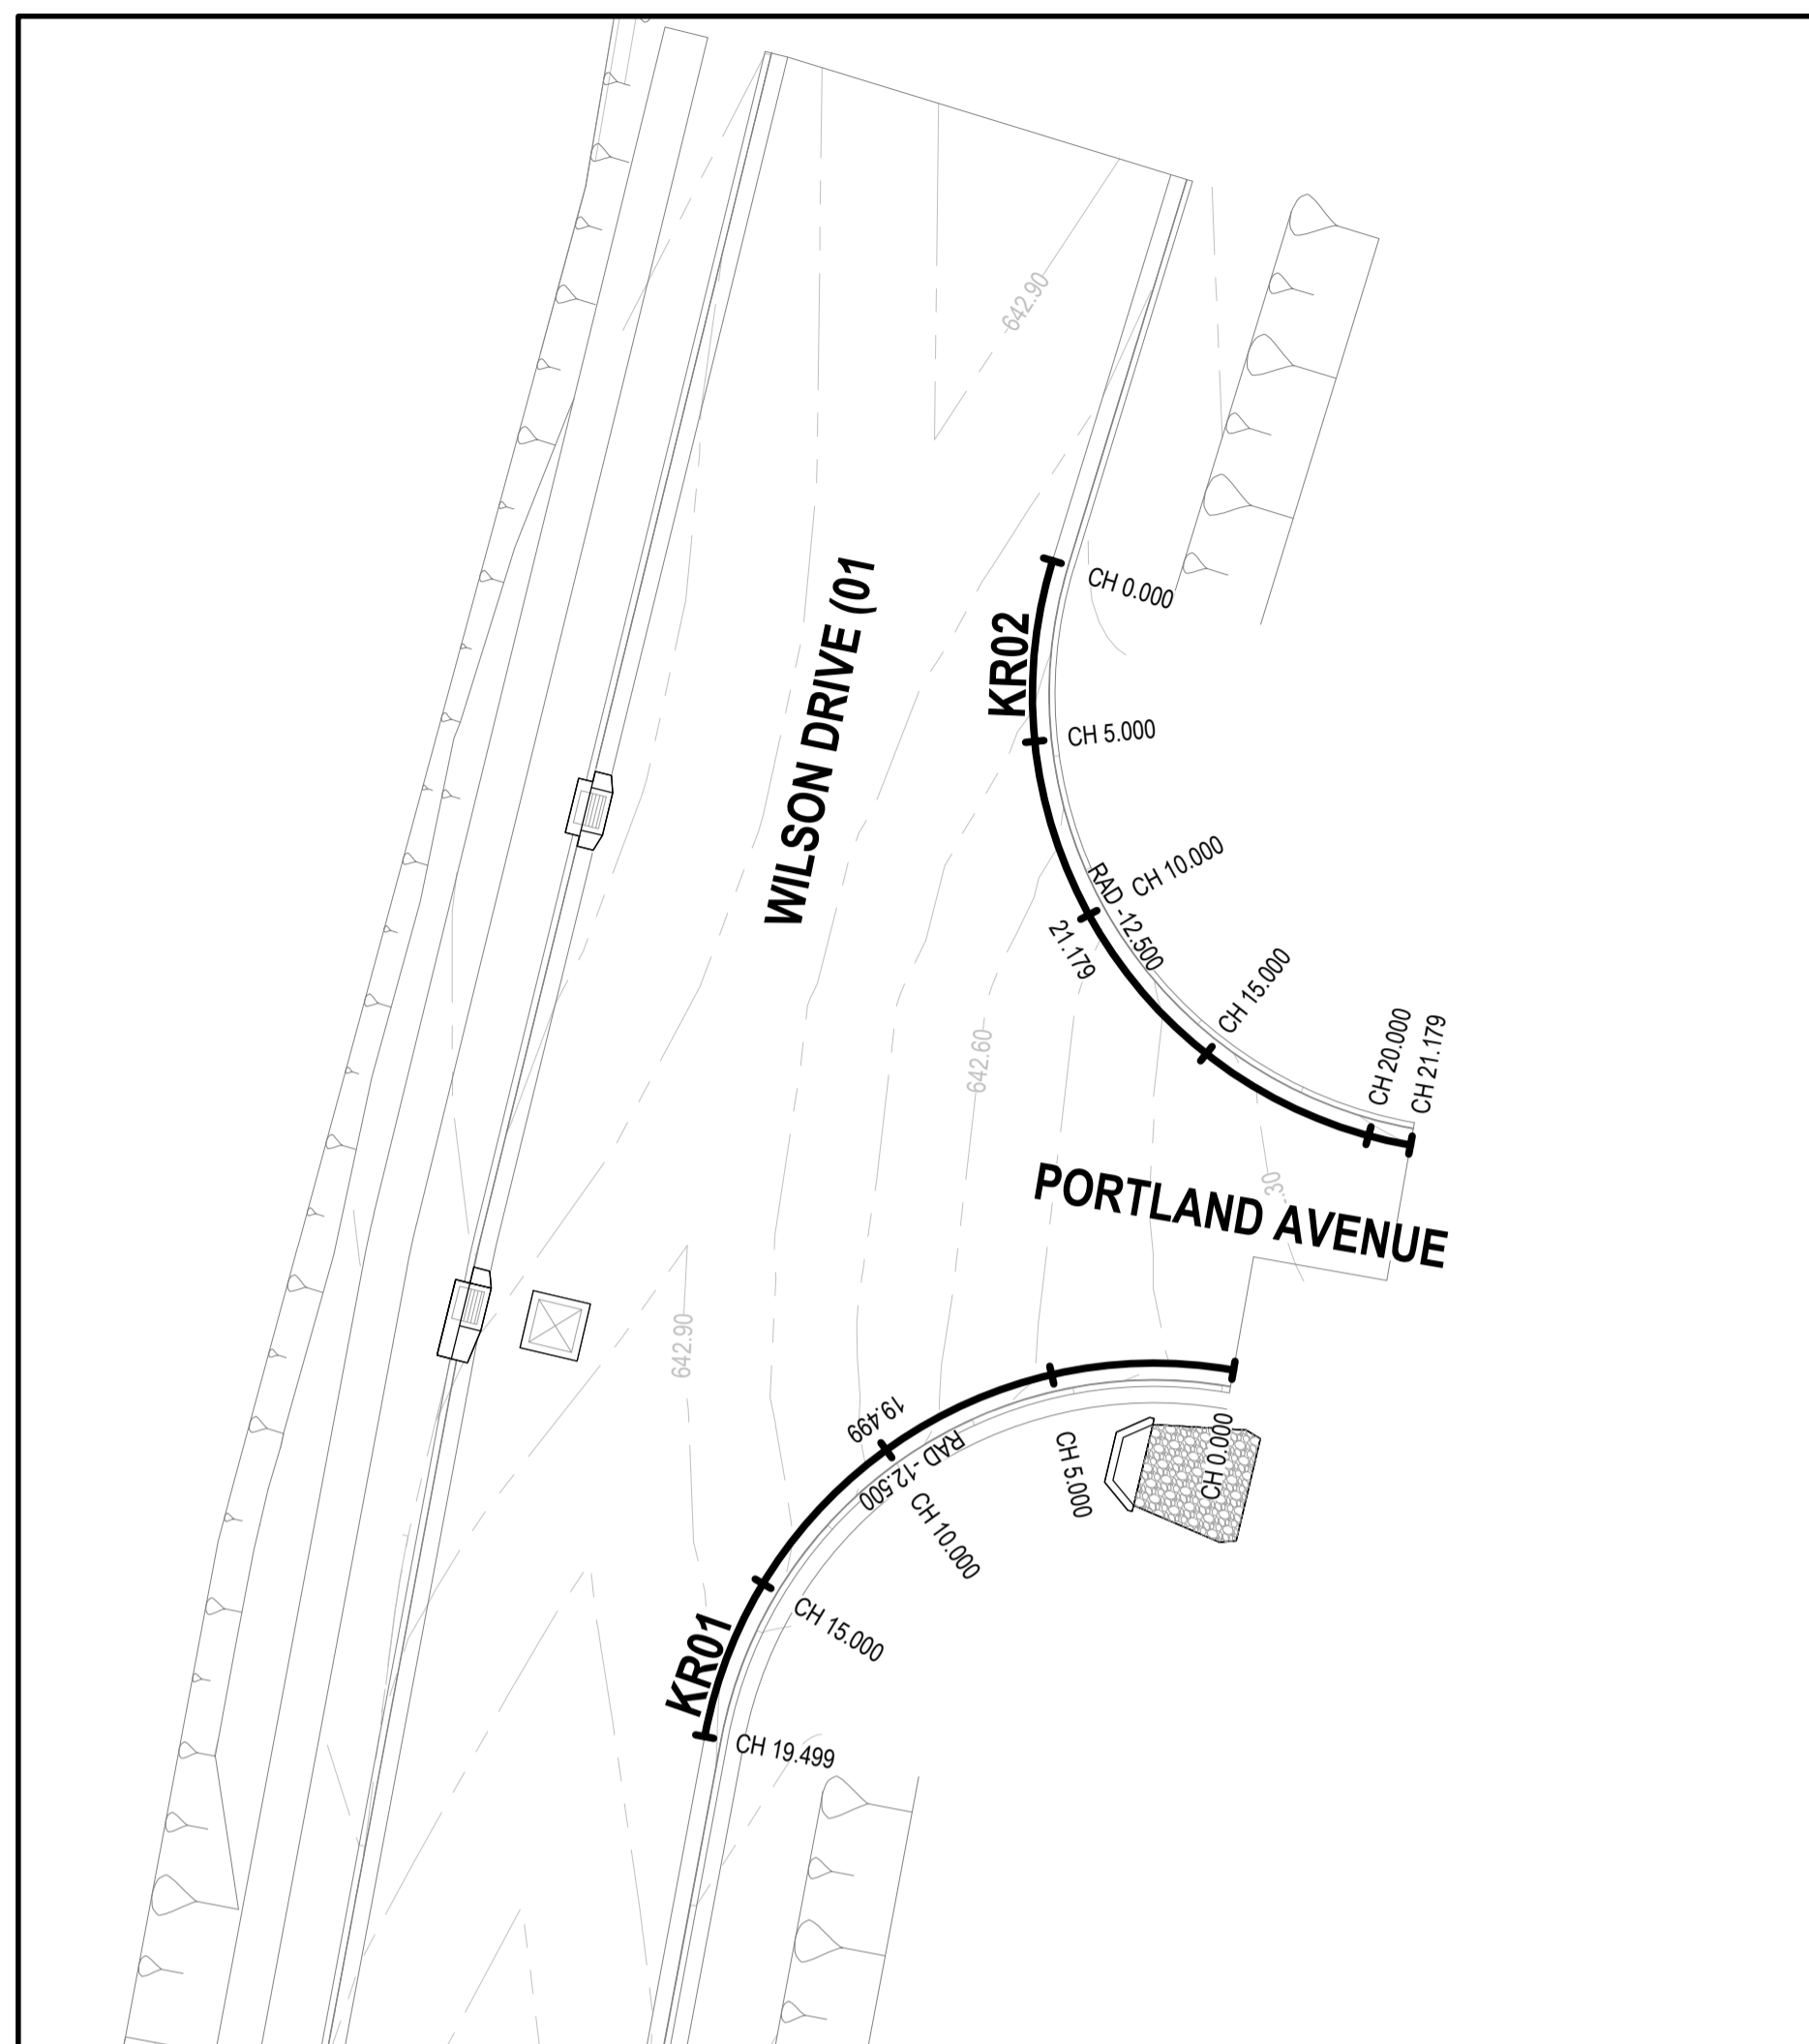 642.90
WILSON DRIVE (01
KR02
CH 0.000
CH 5.000
CH 10.000
RAD -12.500
21.179
CH 15.000
CH 20.000
CH 21.179
642.60
PORTLAND AVENUE
.30
642.90
19.499
RAD -12.500
CH 0.000
CH 5.000
CH 10.000
CH 15.000
KR01
CH 19.499